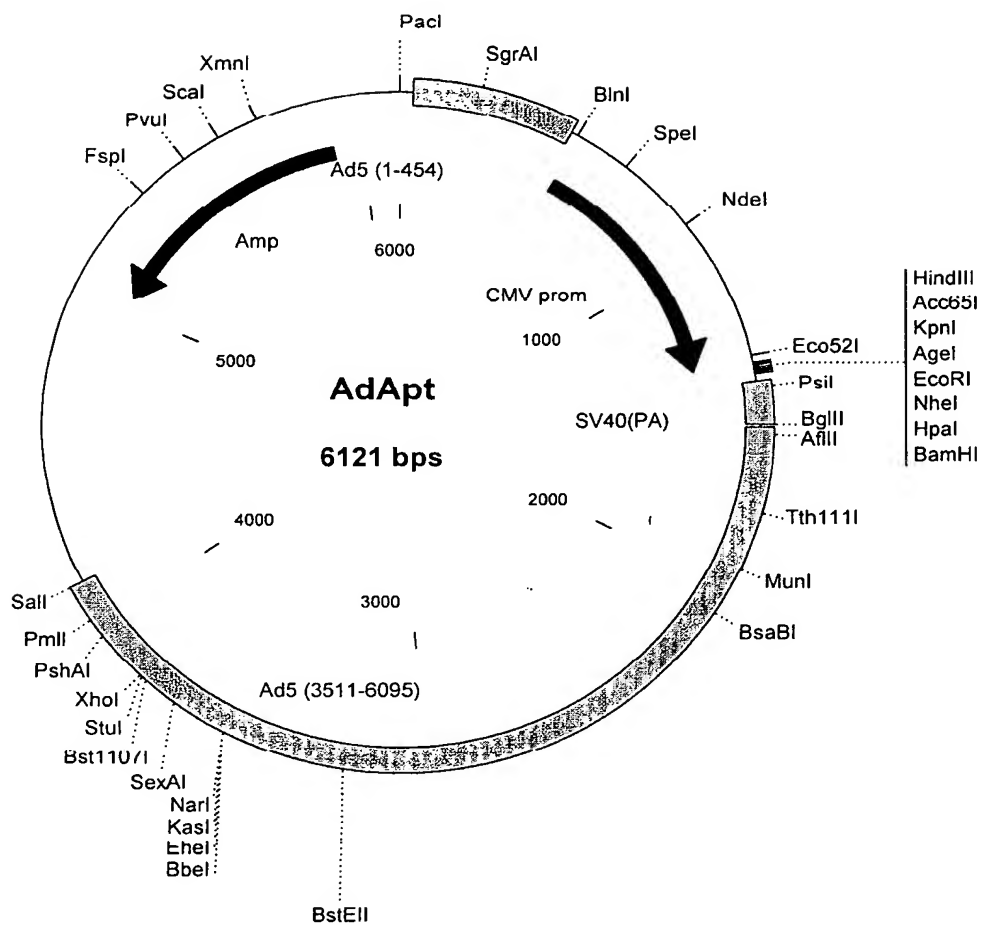 PacI
SgrAI
XmnI
BlnI
ScaI
PvuI
SpeI
FspI
Ad5 (1-454)
NdeI
6000
Amp
CMV prom
HindIII
Acc65I
KpnI
AgeI
EcoRI
NheI
HpaI
BamHI
1000
Eco52I
5000
PsiI
AdApt
SV40(PA)
BglII
AflII
6121 bps
2000
4000
Tth111I
MunI
3000
SalI
BsaBI
PmlI
PshAI
Ad5 (3511-6095)
XhoI
StuI
Bst1107I
SexAI
NarI
KasI
EheI
BbeI
BstEII